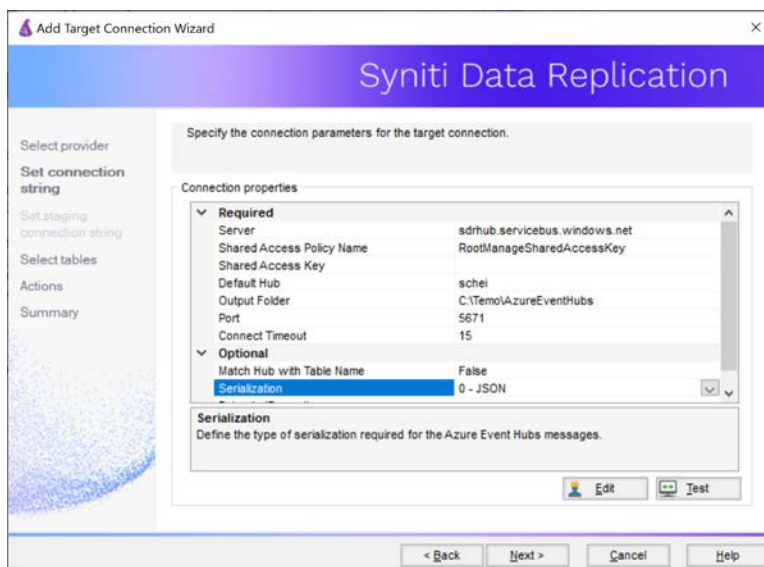 Add Target Connection Wizard
Syniti Data Replication
Select provider
Set connection
string
Set staging
connection string
Select tables
Actions
Summary
Specify the connection parameters for the target connection.
Connection properties
Required
Server sdrhub.servicebus.windows.net
Shared Access Policy Name RootManageSharedAccessKey
Shared Access Key
Default Hub schei
Output Folder C:\Temo\AzureEventHubs
Port 5671
Connect Timeout 15
Optional
Match Hub with Table Name False
Serialization 0 - JSON
Serialization
Define the type of serialization required for the Azure Event Hubs messages.
Edit Test
< Back Next > Cancel Help